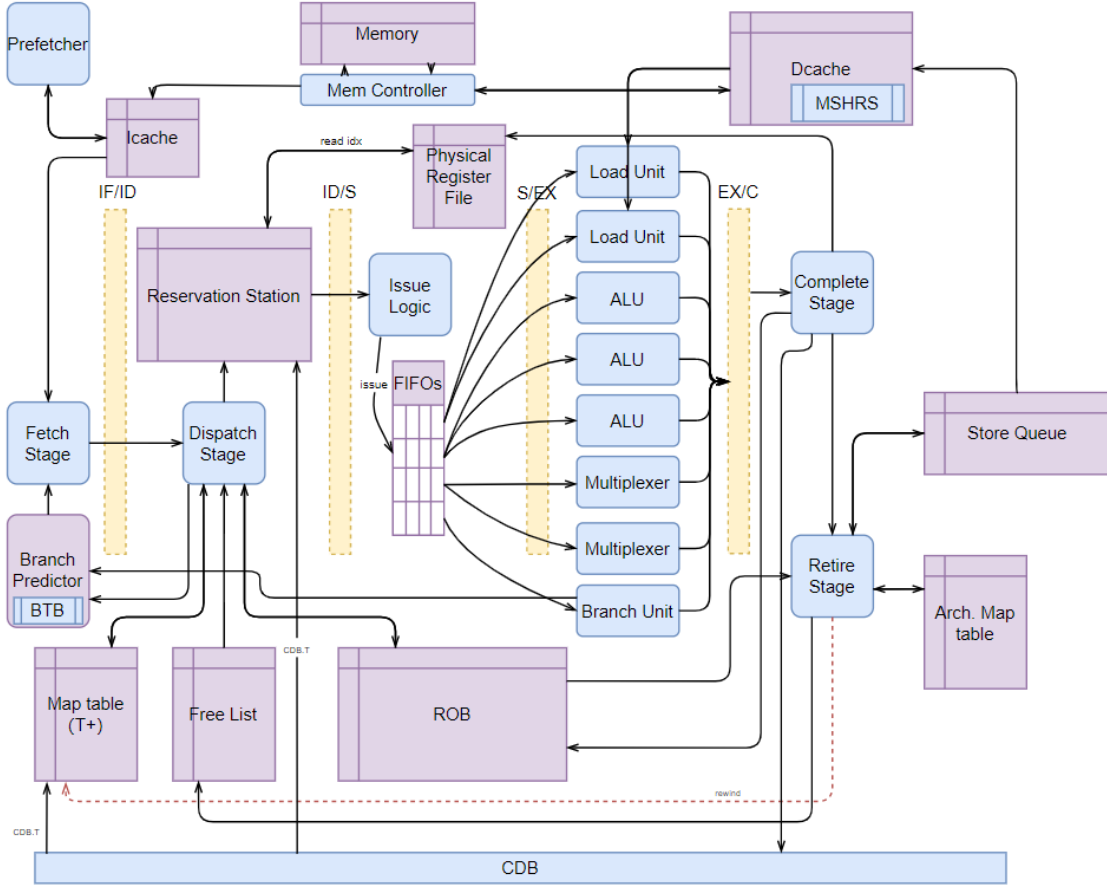 Prefetcher
Memory
Mem Controller
Dcache
MSHRS
Icache
read idx
Physical
Register
File
Load Unit
IF/ID
ID/S
S/EX
EX/C
Load Unit
Reservation Station
Issue
Logic
Complete
Stage
ALU
ALU
issue
FIFOs
ALU
Fetch
Stage
Dispatch
Stage
Store Queue
Multiplexer
Multiplexer
Branch
Predictor
BTB
Retire
Stage
Branch Unit
Arch. Map
table
CDB.T
Map table
(T+)
Free List
ROB
rewind
CDB.T
CDB